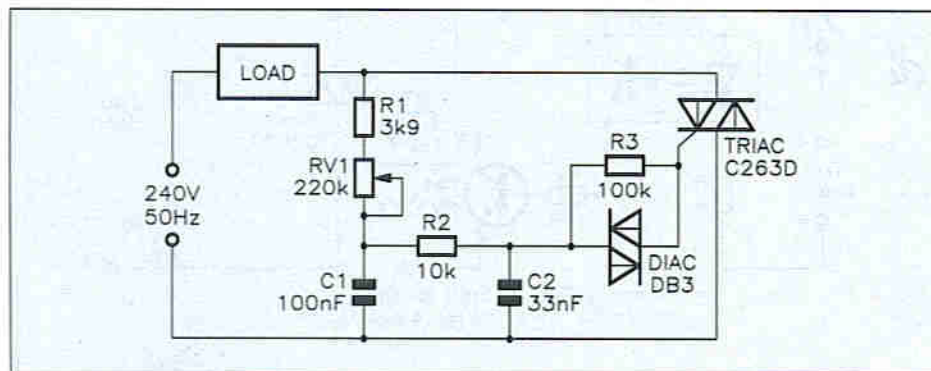 LOAD
R1
3k9
RV1
220k
240V
50Hz
R2
10k
R3
100k
TRIAC
C263D
DIAC
DB3
C1
100nF
C2
33nF